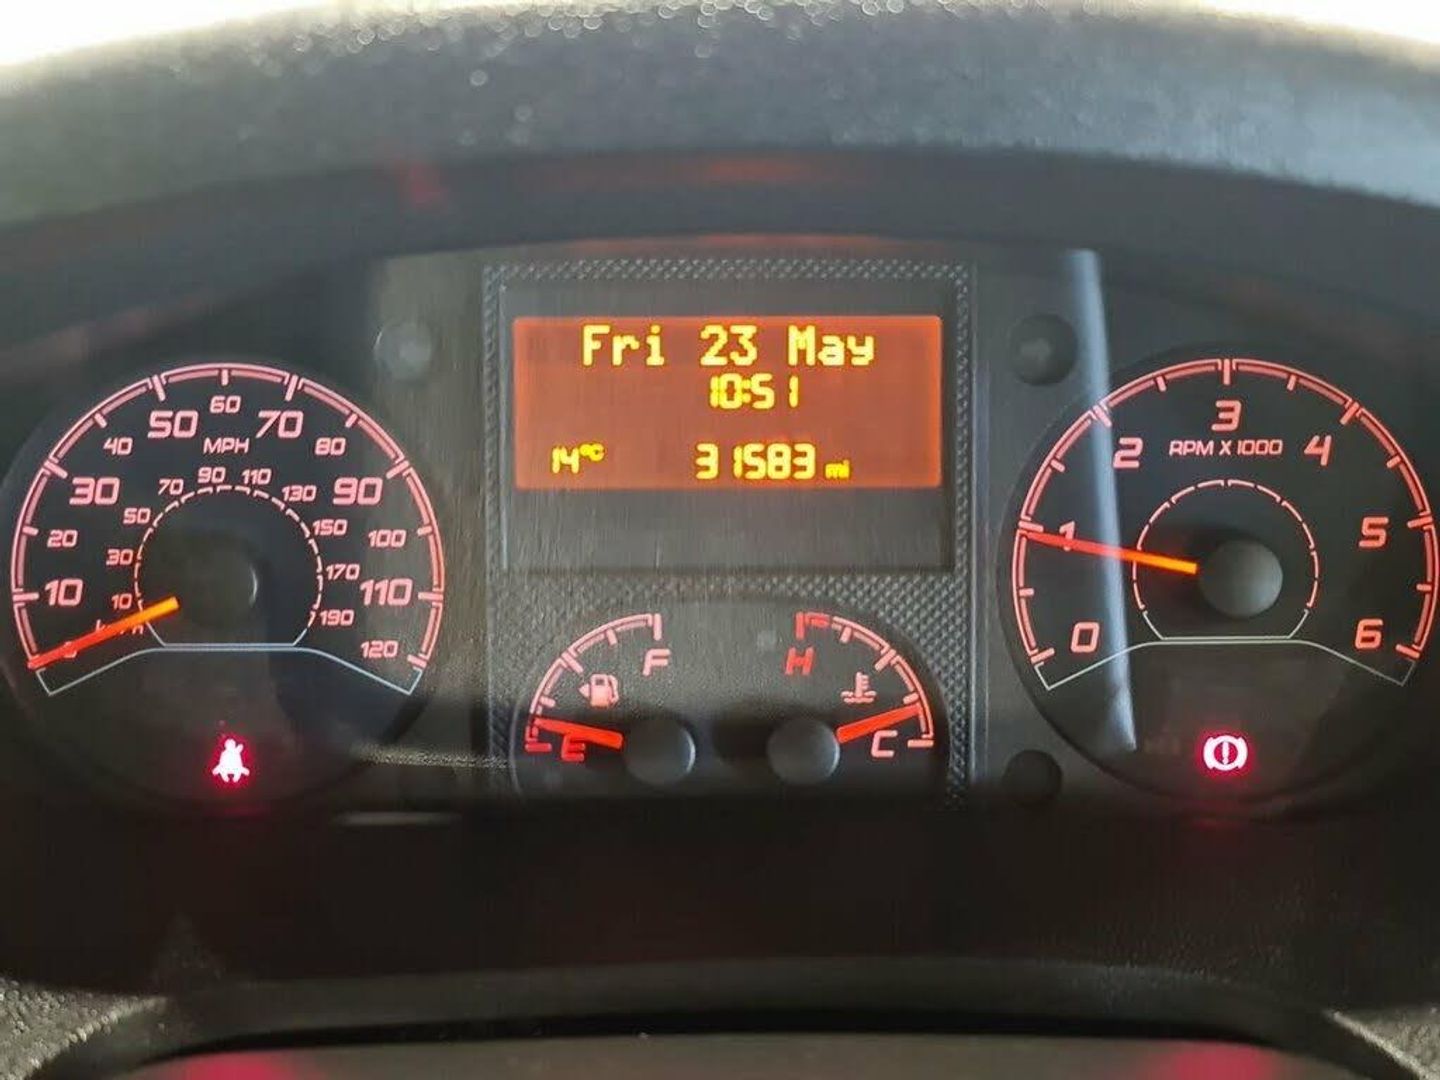 Fri 23 May
10:51
14°C 31583 mi
10 20 30 40 50 60 70 80 90 100 110 120
MPH
10 30 50 70 90 110 130 150 170 190
km/h
F
E
H
C
0 1 2 3 4 5 6
RPM X 1000